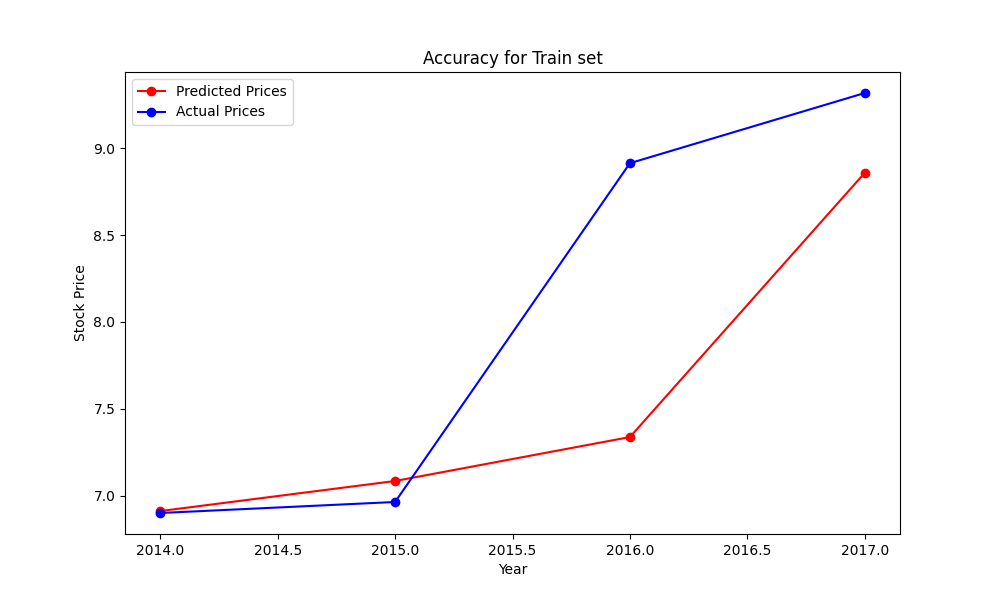 Accuracy for Train set
Predicted Prices
Actual Prices
9.0
8.5
8.0
7.5
7.0
Stock Price
2014.0 2014.5 2015.0 2015.5 2016.0 2016.5 2017.0
Year